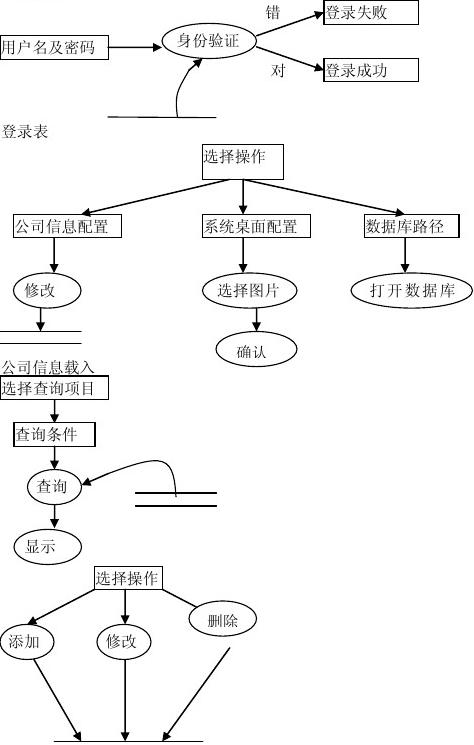 错
登录失败
用户名及密码
身份验证
对
登录成功
登录表
选择操作
公司信息配置
系统桌面配置
数据库路径
修改
选择图片
打开数据库
确认
公司信息载入
选择查询项目
查询条件
查询
显示
选择操作
添加
修改
删除